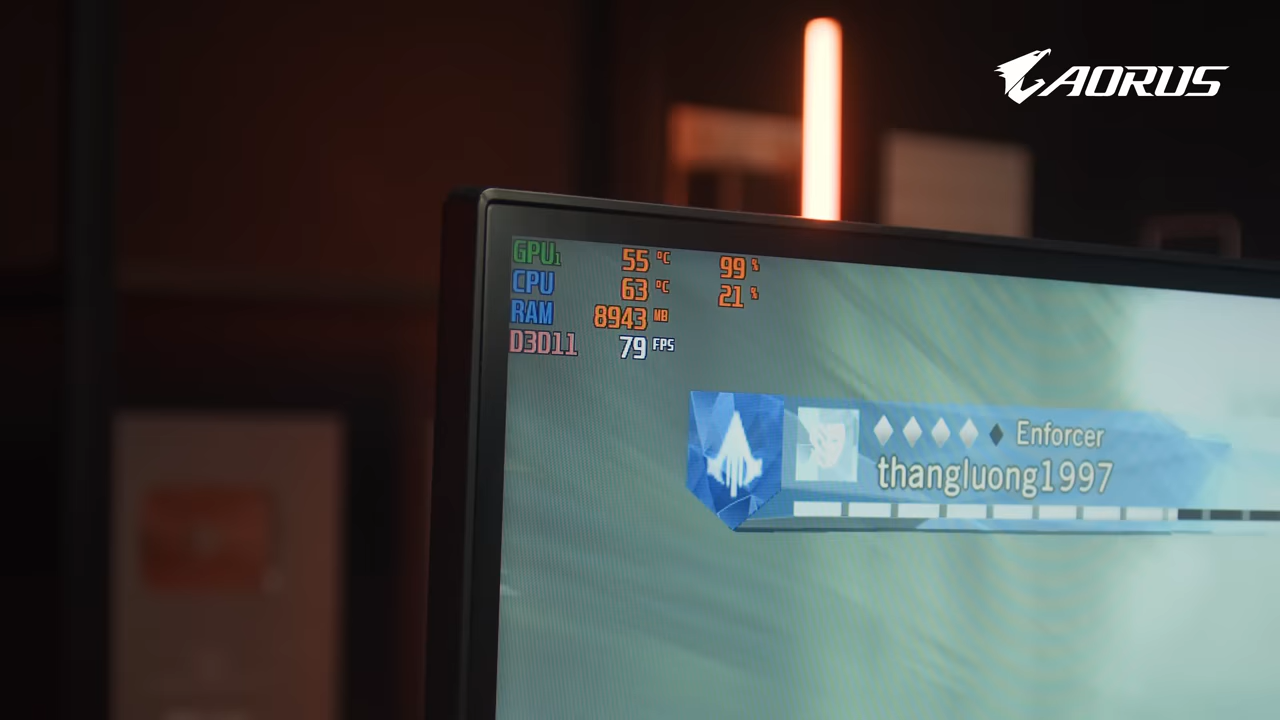 AORUS
GPU1 55 °C 99 %
CPU 63 °C 21 %
RAM 8943 MB
D3D11 79 FPS
Enforcer
thangluong1997